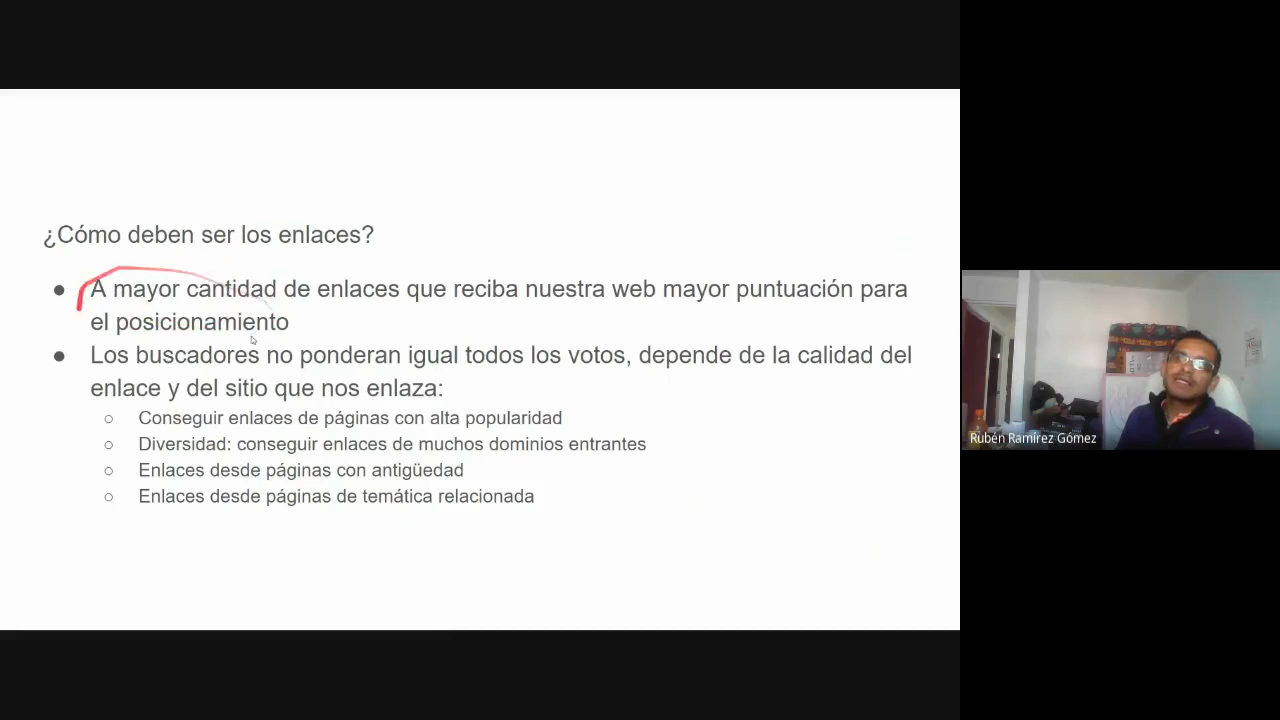 ¿Cómo deben ser los enlaces?
● A mayor cantidad de enlaces que reciba nuestra web mayor puntuación para
el posicionamiento
● Los buscadores no ponderan igual todos los votos, depende de la calidad del
enlace y del sitio que nos enlaza:
○ Conseguir enlaces de páginas con alta popularidad
○ Diversidad: conseguir enlaces de muchos dominios entrantes
○ Enlaces desde páginas con antigüedad
○ Enlaces desde páginas de temática relacionada
Rubén Ramírez Gómez